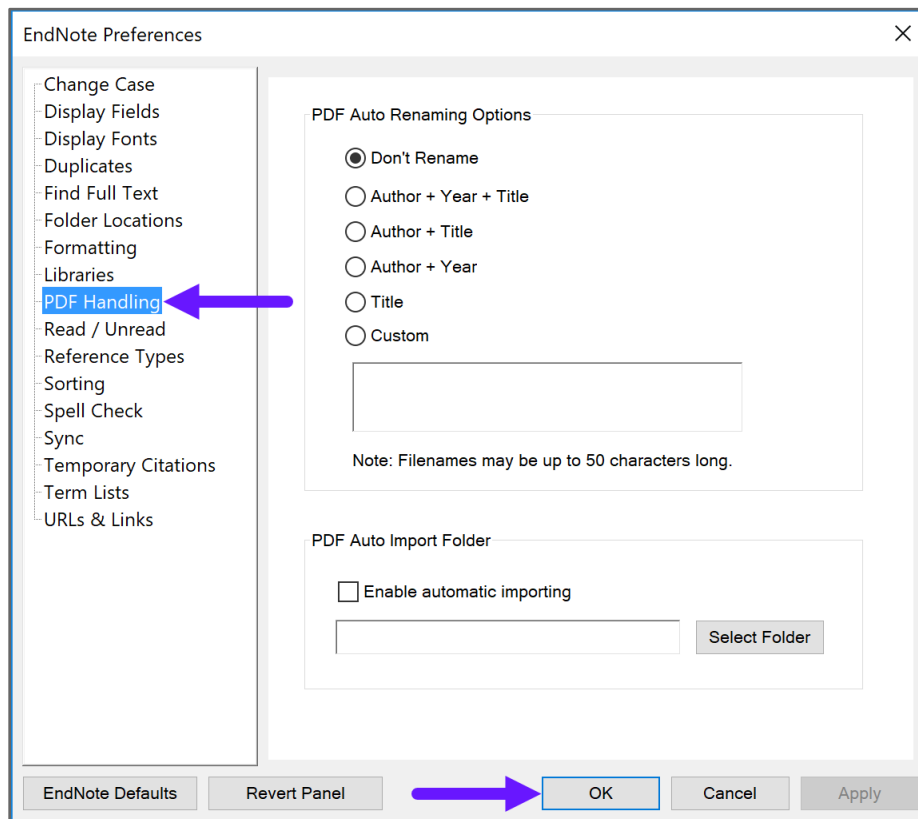 EndNote Preferences
Change Case
Display Fields
Display Fonts
Duplicates
Find Full Text
Folder Locations
Formatting
Libraries
PDF Handling
Read / Unread
Reference Types
Sorting
Spell Check
Sync
Temporary Citations
Term Lists
URLs & Links
PDF Auto Renaming Options
Don't Rename
Author + Year + Title
Author + Title
Author + Year
Title
Custom
Note: Filenames may be up to 50 characters long.
PDF Auto Import Folder
Enable automatic importing
Select Folder
EndNote Defaults
Revert Panel
OK
Cancel
Apply